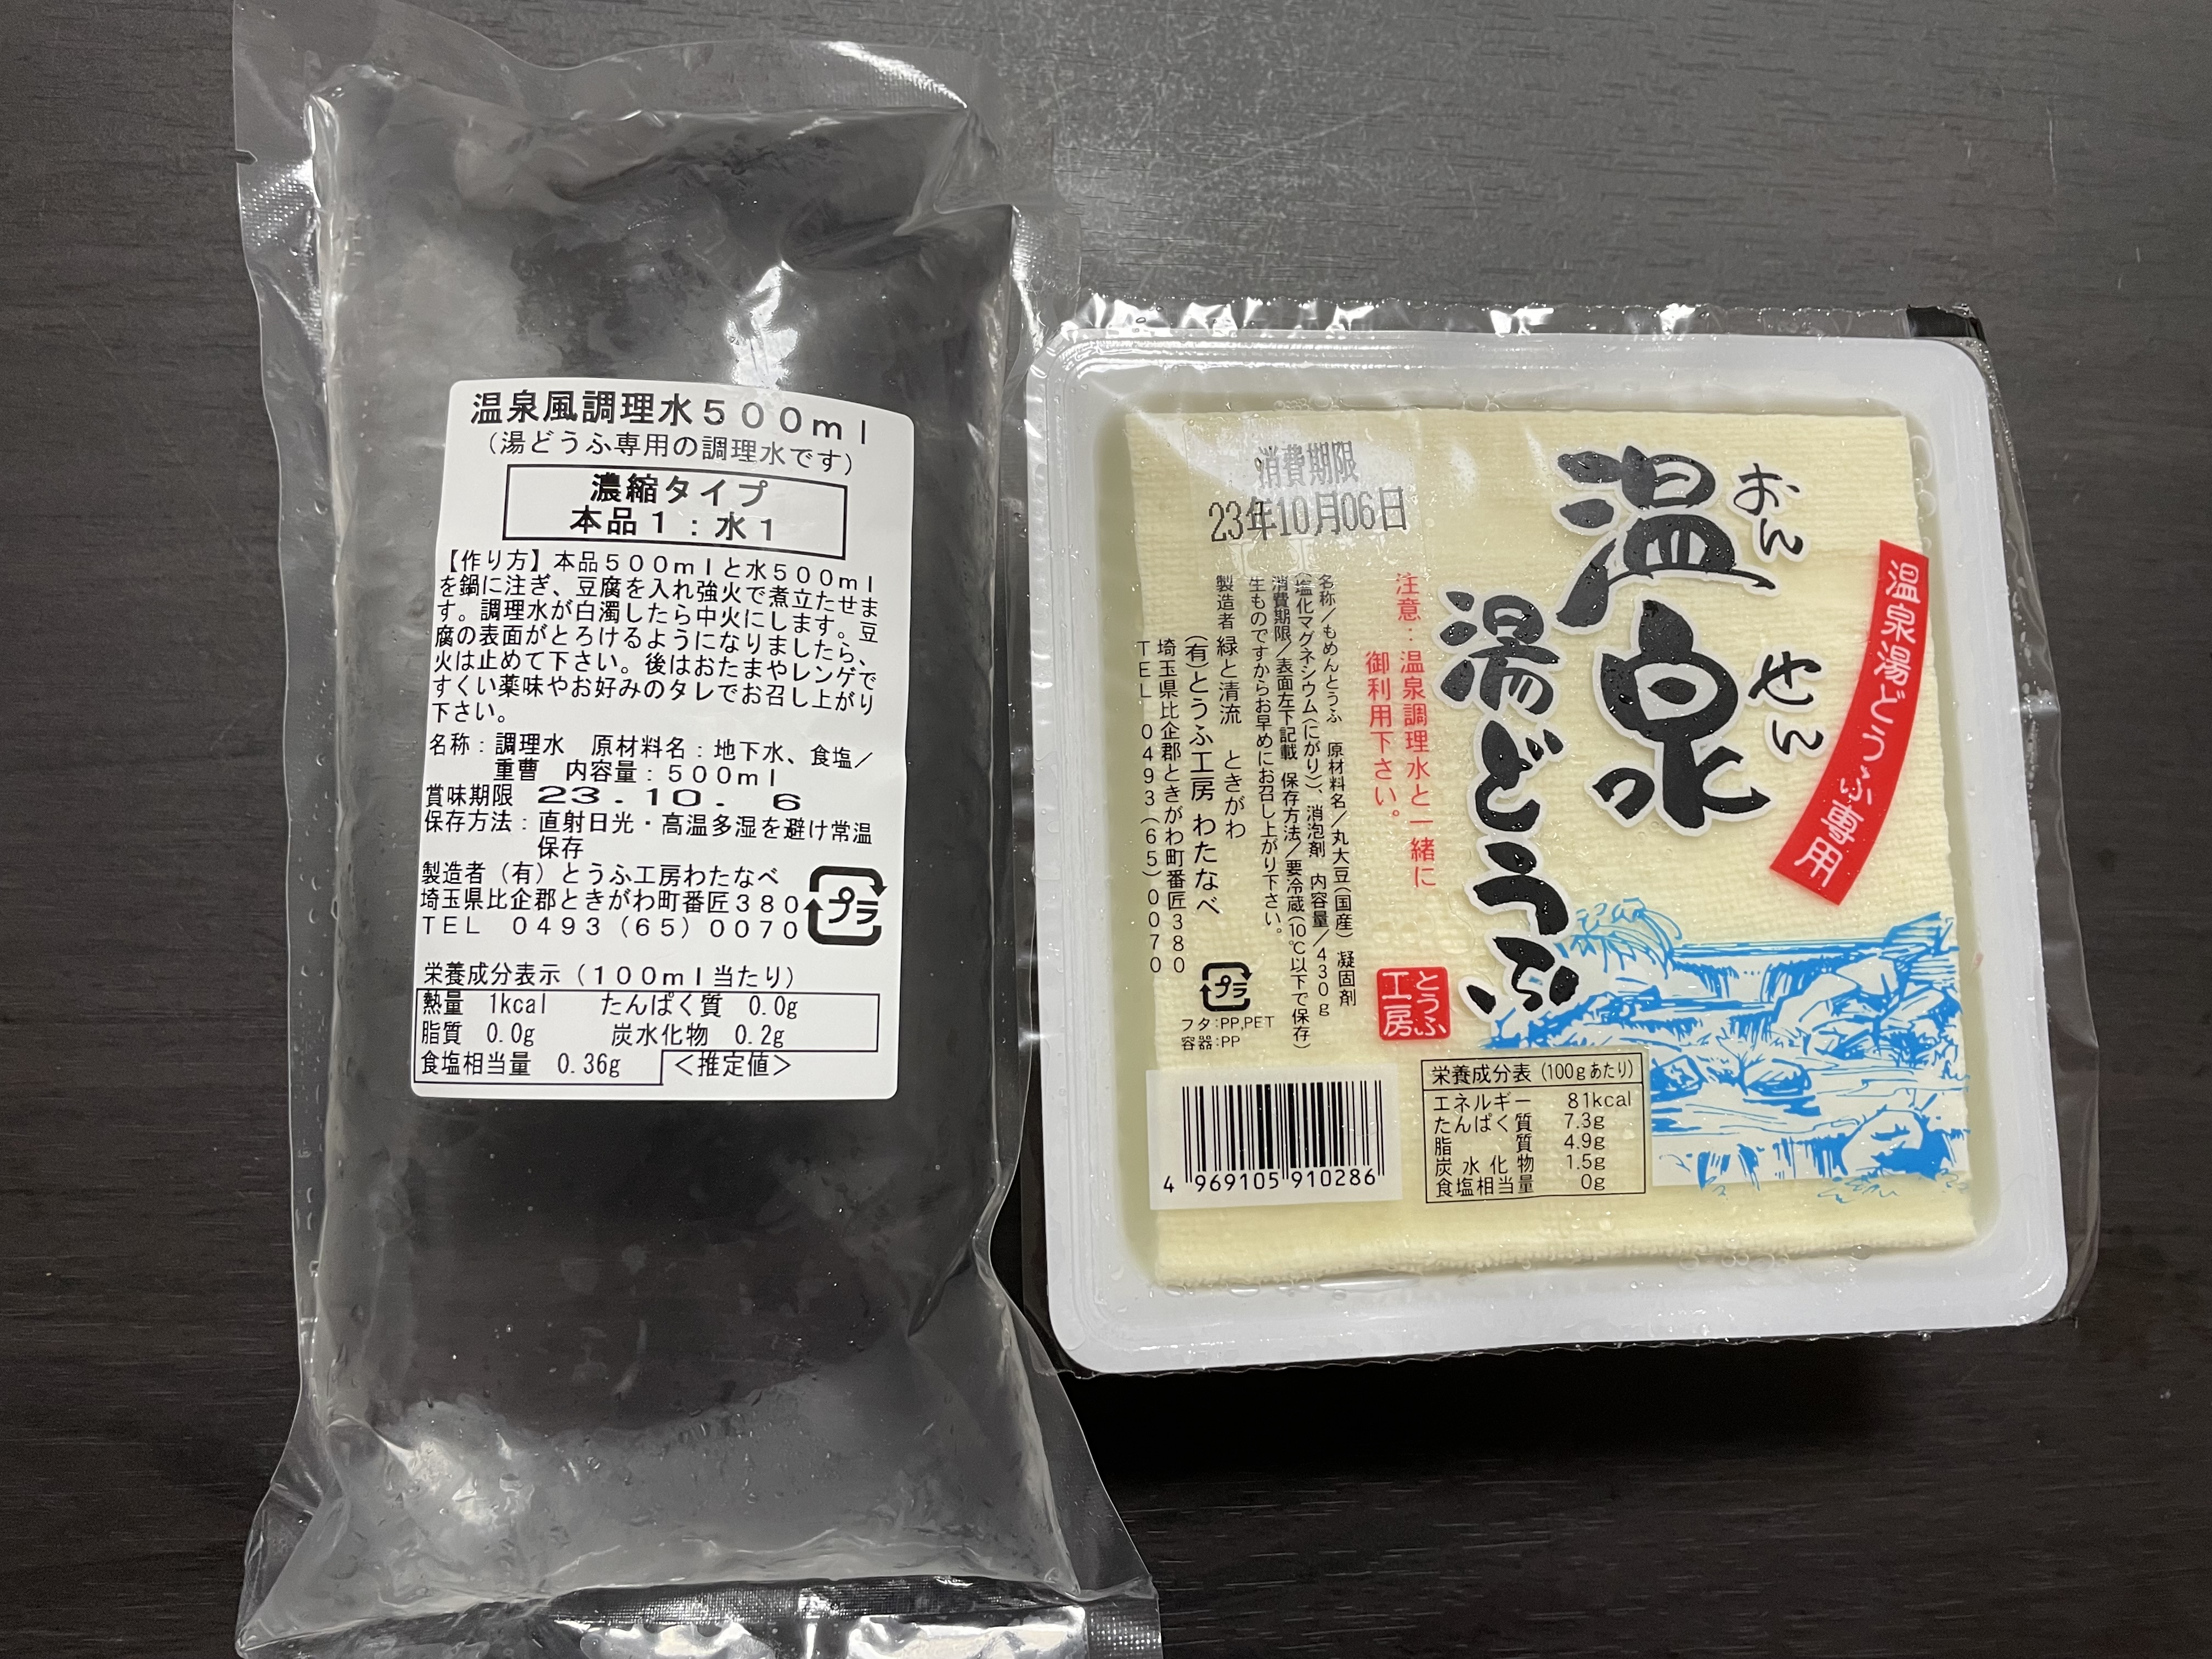 温泉風調理水５００ｍｌ
（湯どうふ専用の調理水です）
濃縮タイプ
本品１：水１
【作り方】本品５００ｍｌと水５００ｍｌ
を鍋に注ぎ、豆腐を入れ強火で煮立たせま
す。調理水が白濁したら中火にします。豆
腐の表面がとろけるようになりましたら、
火は止めて下さい。後はおたまやレンゲで
すくい薬味やお好みのタレでお召し上がり
下さい。
名称：調理水　原材料名：地下水、食塩／
重曹　内容量：５００ｍｌ
賞味期限 23.10. 6
保存方法：直射日光・高温多湿を避け常温
保存
製造者（有）とうふ工房わたなべ
埼玉県比企郡ときがわ町番匠３８０
ＴＥＬ　０４９３（６５）００７０
プラ
栄養成分表示（１００ｍｌ当たり）
熱量　1kcal　たんぱく質　0.0g
脂質　0.0g　炭水化物　0.2g
食塩相当量　0.36g　＜推定値＞
温泉湯どうふ専用
おんせん
温泉
湯どうふ
とうふ
工房
消費期限
23年10月06日
注意：温泉調理水と一緒に
御利用下さい。
名称／もめんとうふ　原材料名／丸大豆（国産）　凝固剤
（塩化マグネシウム（にがり）、消泡剤　内容量／４３０ｇ
消費期限／表面左下記載　保存方法／要冷蔵（10℃以下で保存）
生ものですからお早めにお召し上がり下さい。
製造者 緑と清流　ときがわ
（有）とうふ工房 わたなべ
埼玉県比企郡ときがわ町番匠３８０
ＴＥＬ ０４９３（６５）００７０
プラ
フタ：PP,PET
容器：PP
4 969105 910286
栄養成分表（100gあたり）
エネルギー　81kcal
たんぱく質　7.3g
脂質　4.9g
炭水化物　1.5g
食塩相当量　0g